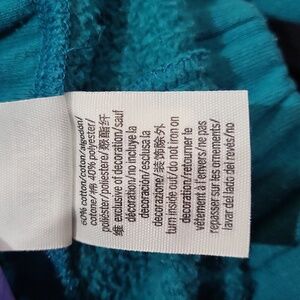 60% cotton/coton/algodón/
cotone/棉 40% polyester/
poliéster/poliestere/聚酯纤
维 exclusive of decoration/sauf
décoration/no incluye la
decoración/esclusa la
decorazione/装饰除外
turn inside out/do not iron on
decoration/retourner le
vêtement à l'envers/ne pas
repasser sur les ornements/
lavar del lado del revés/no